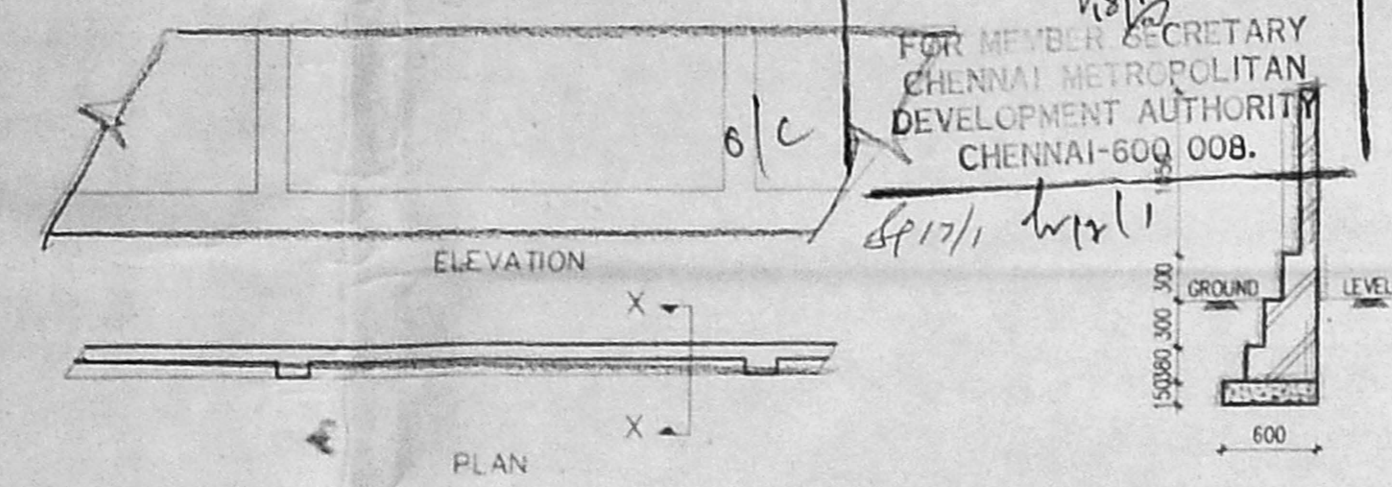 FOR MEMBER SECRETARY
CHENNAI METROPOLITAN
DEVELOPMENT AUTHORITY
CHENNAI-600 008.
ELEVATION
X
X
PLAN
300
GROUND LEVEL
300
380
150
600